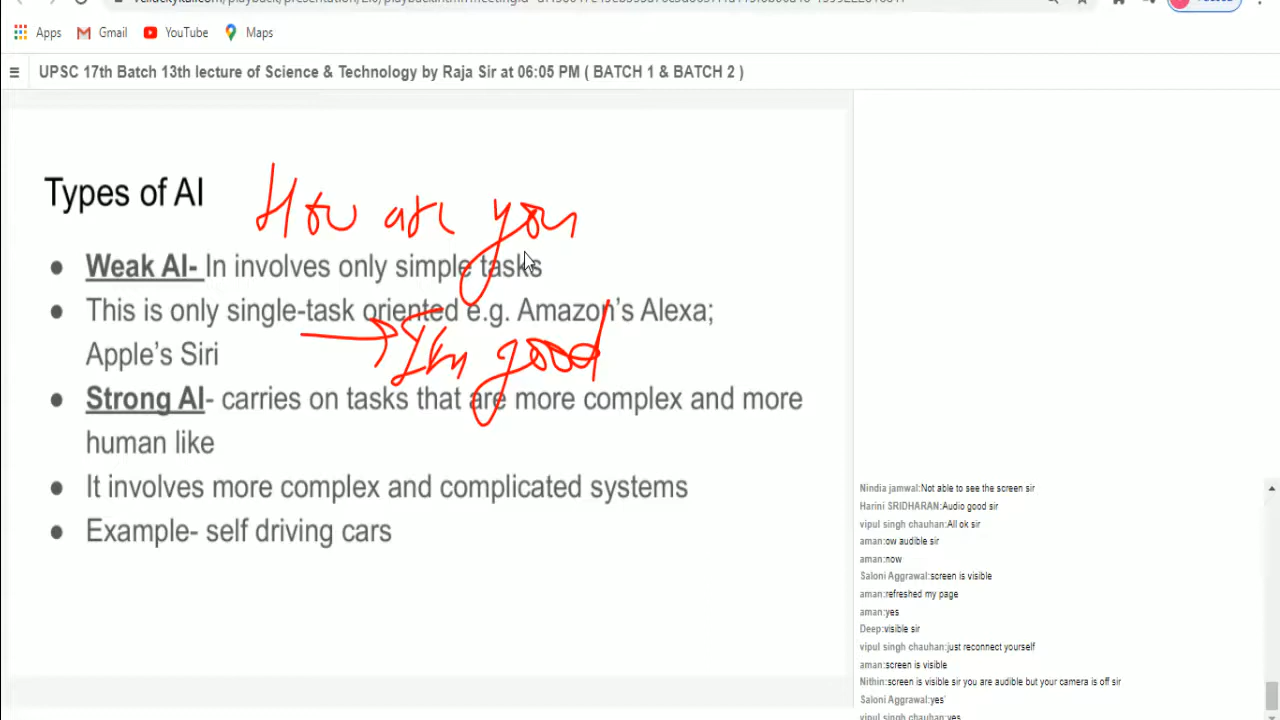 Apps Gmail YouTube Maps
UPSC 17th Batch 13th lecture of Science & Technology by Raja Sir at 06:05 PM ( BATCH 1 & BATCH 2 )
Types of AI
How are you
● Weak AI- In involves only simple tasks
● This is only single-task oriented e.g. Amazon's Alexa;
Apple's Siri
→ I'm good
● Strong AI- carries on tasks that are more complex and more
human like
● It involves more complex and complicated systems
● Example- self driving cars
Nindia jamwal:Not able to see the screen sir
Harini SRIDHARAN:Audio good sir
vipul singh chauhan:All ok sir
aman:ow audible sir
aman:now
Saloni Aggrawal:screen is visible
aman:refreshed my page
aman:yes
Deep:visible sir
vipul singh chauhan:just reconnect yourself
aman:screen is visible
Nithin:screen is visible sir you are audible but your camera is off sir
Saloni Aggrawal:yes'
vipul singh chauhan:yes